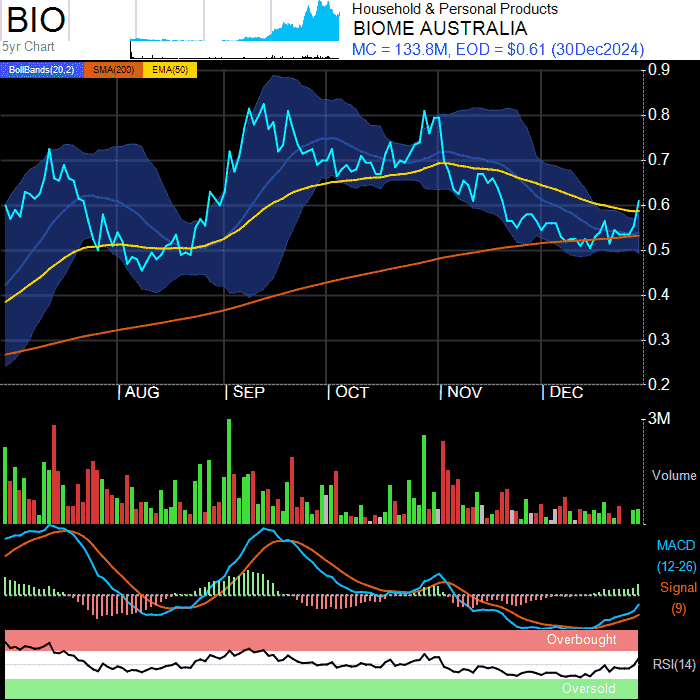 BIO
5yr Chart
Household & Personal Products
BIOME AUSTRALIA
MC = 133.8M, EOD = $0.61 (30Dec2024)
BollBands(20,2) SMA(200) EMA(50)
0.9
0.8
0.7
0.6
0.5
0.4
0.3
0.2
AUG SEP OCT NOV DEC
3M
Volume
MACD
(12-26)
Signal
(9)
Overbought
RSI(14)
Oversold